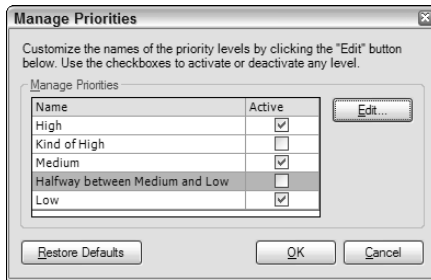 Manage Priorities
Customize the names of the priority levels by clicking the "Edit" button
below. Use the checkboxes to activate or deactivate any level.
Manage Priorities
Name Active
Edit...
High
Kind of High
Medium
Halfway between Medium and Low
Low
Restore Defaults OK Cancel